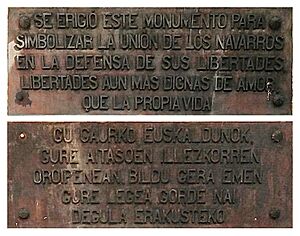 SE ERIGIO ESTE MONUMENTO PARA
SIMBOLIZAR LA UNION DE LOS NAVARROS
EN LA DEFENSA DE SUS LIBERTADES
LIBERTADES AUN MAS DIGNAS DE AMOR
QUE LA PROPIA VIDA
GU GAURKO EUSKALDUNOK
GURE AITASOEN ILLEZKORREN
OROIPENEAN, BILDU GERA EMEN
GURE LEGEA GORDE NAI
DEGULA ERAKUSTEKO